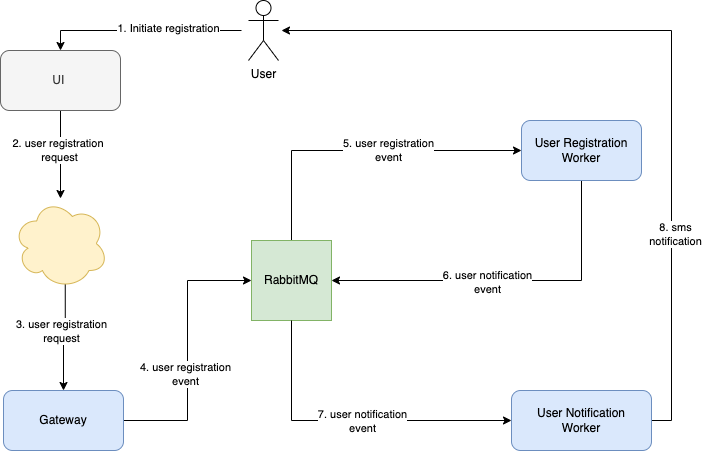 1. Initiate registration
User
UI
2. user registration
request
3. user registration
request
Gateway
4. user registration
event
RabbitMQ
5. user registration
event
User Registration
Worker
6. user notification
event
7. user notification
event
User Notification
Worker
8. sms
notification